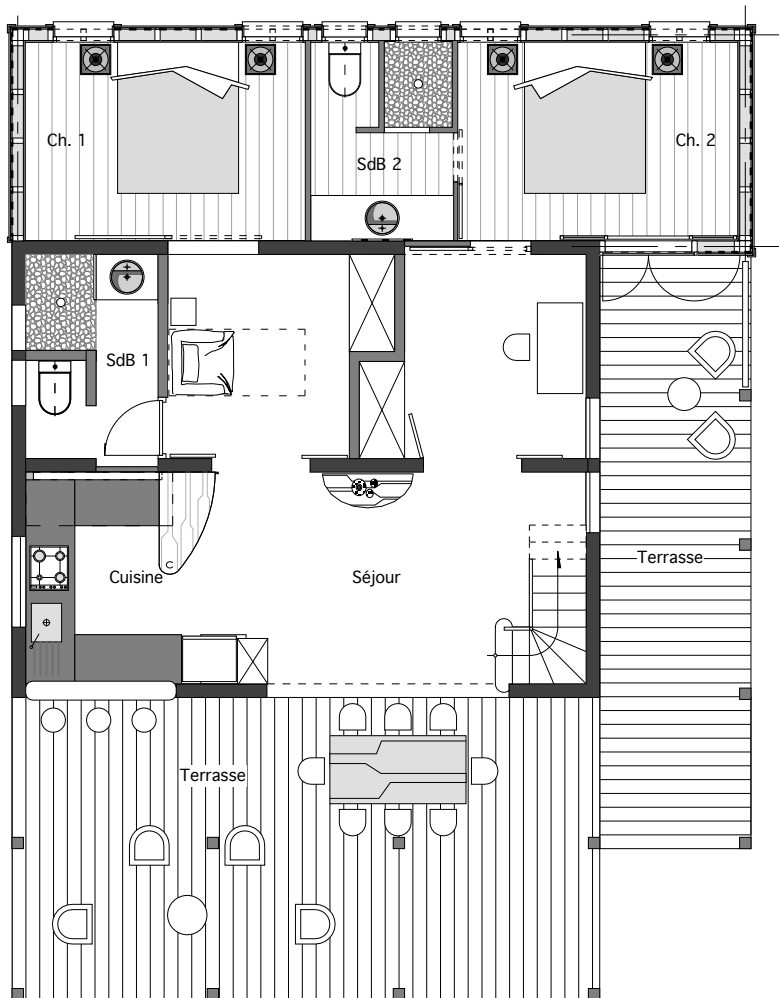 Ch. 1
SdB 2
Ch. 2
SdB 1
Cuisine
Séjour
Terrasse
Terrasse